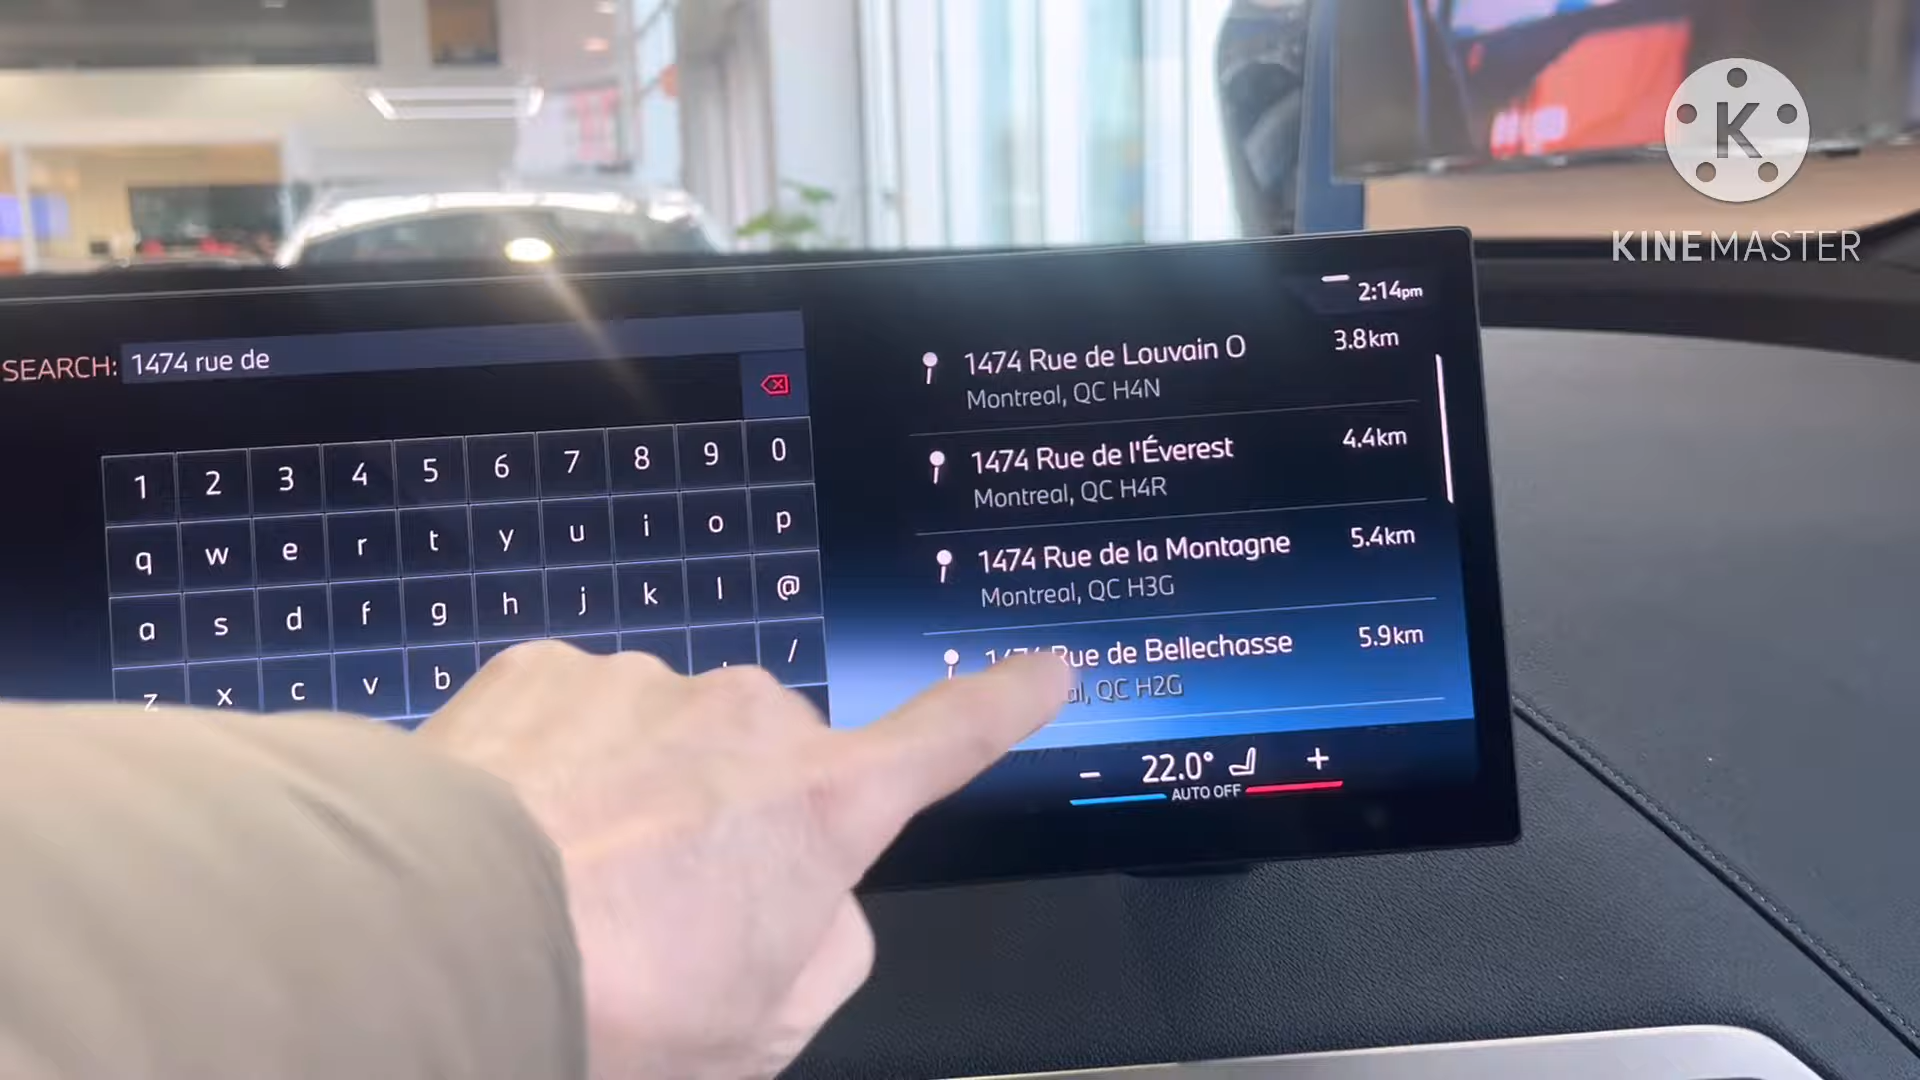 K
KINEMASTER
2:14pm
SEARCH: 1474 rue de
1 2 3 4 5 6 7 8 9 0
q w e r t y u i o p
a s d f g h j k l @
z x c v b /
1474 Rue de Louvain O 3.8km
Montreal, QC H4N
1474 Rue de l'Éverest 4.4km
Montreal, QC H4R
1474 Rue de la Montagne 5.4km
Montreal, QC H3G
Rue de Bellechasse 5.9km
QC H2G
− 22.0° +
AUTO OFF